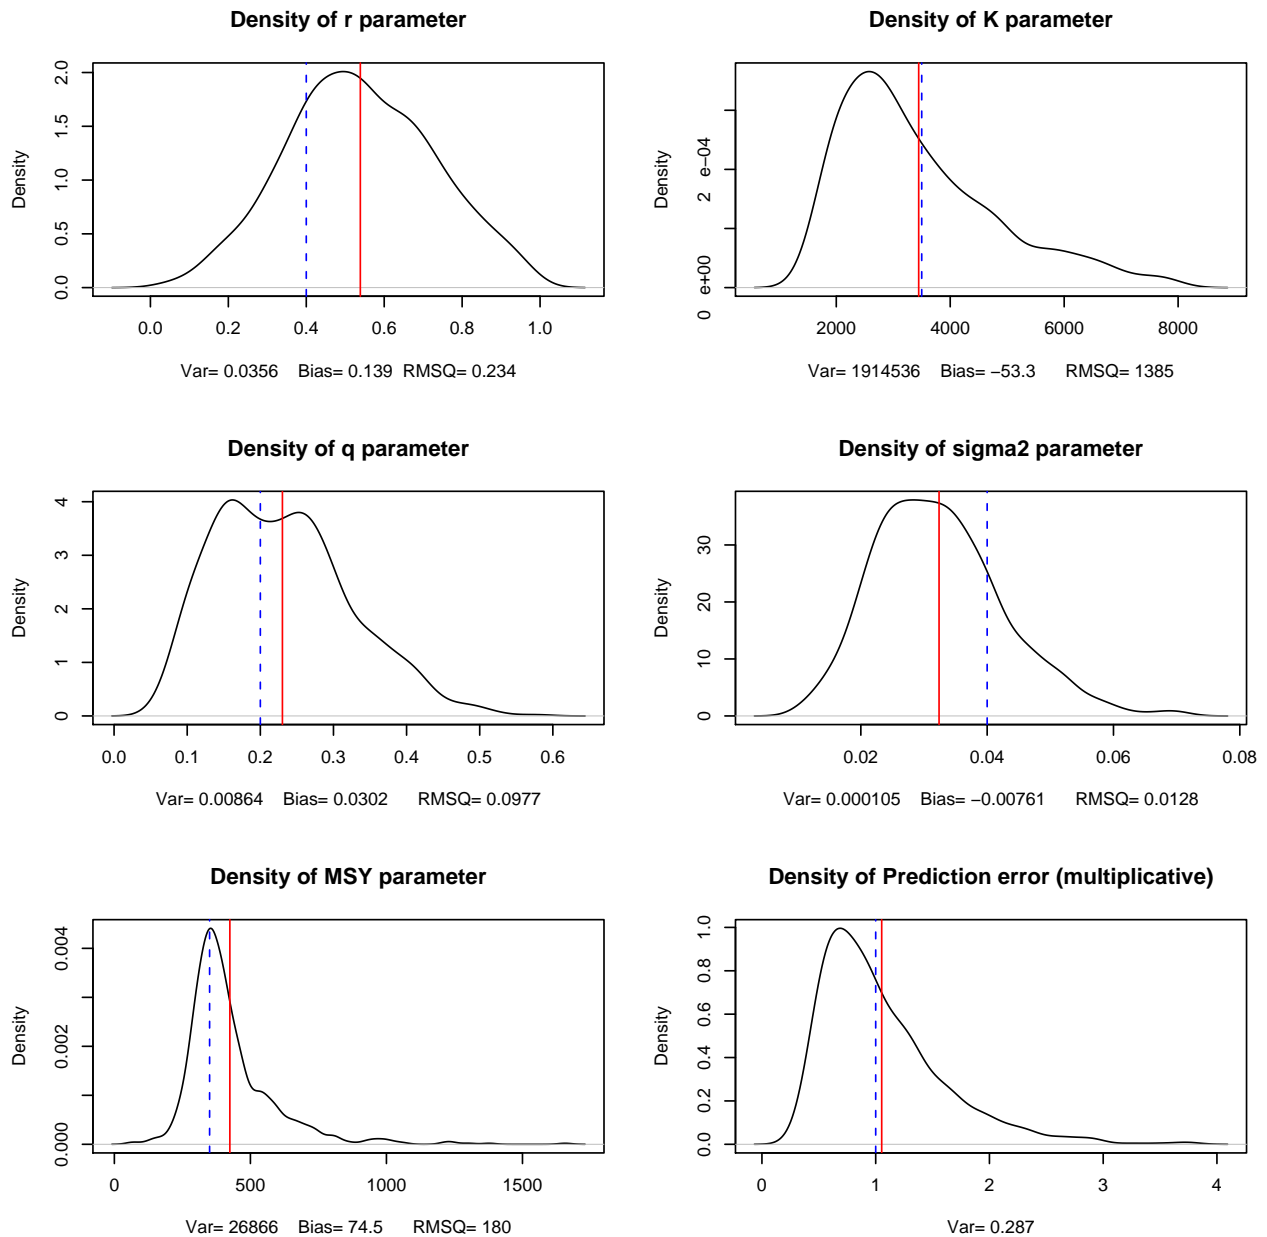 Density of r parameter
Density
0.0 0.5 1.0 1.5 2.0
0.0 0.2 0.4 0.6 0.8 1.0
Var= 0.0356 Bias= 0.139 RMSQ= 0.234
Density of K parameter
Density
0 e+00 2 e−04
2000 4000 6000 8000
Var= 1914536 Bias= −53.3 RMSQ= 1385
Density of q parameter
Density
0 1 2 3 4
0.0 0.1 0.2 0.3 0.4 0.5 0.6
Var= 0.00864 Bias= 0.0302 RMSQ= 0.0977
Density of sigma2 parameter
Density
0 10 20 30
0.02 0.04 0.06 0.08
Var= 0.000105 Bias= −0.00761 RMSQ= 0.0128
Density of MSY parameter
Density
0.000 0.002 0.004
0 500 1000 1500
Var= 26866 Bias= 74.5 RMSQ= 180
Density of Prediction error (multiplicative)
Density
0.0 0.2 0.4 0.6 0.8 1.0
0 1 2 3 4
Var= 0.287